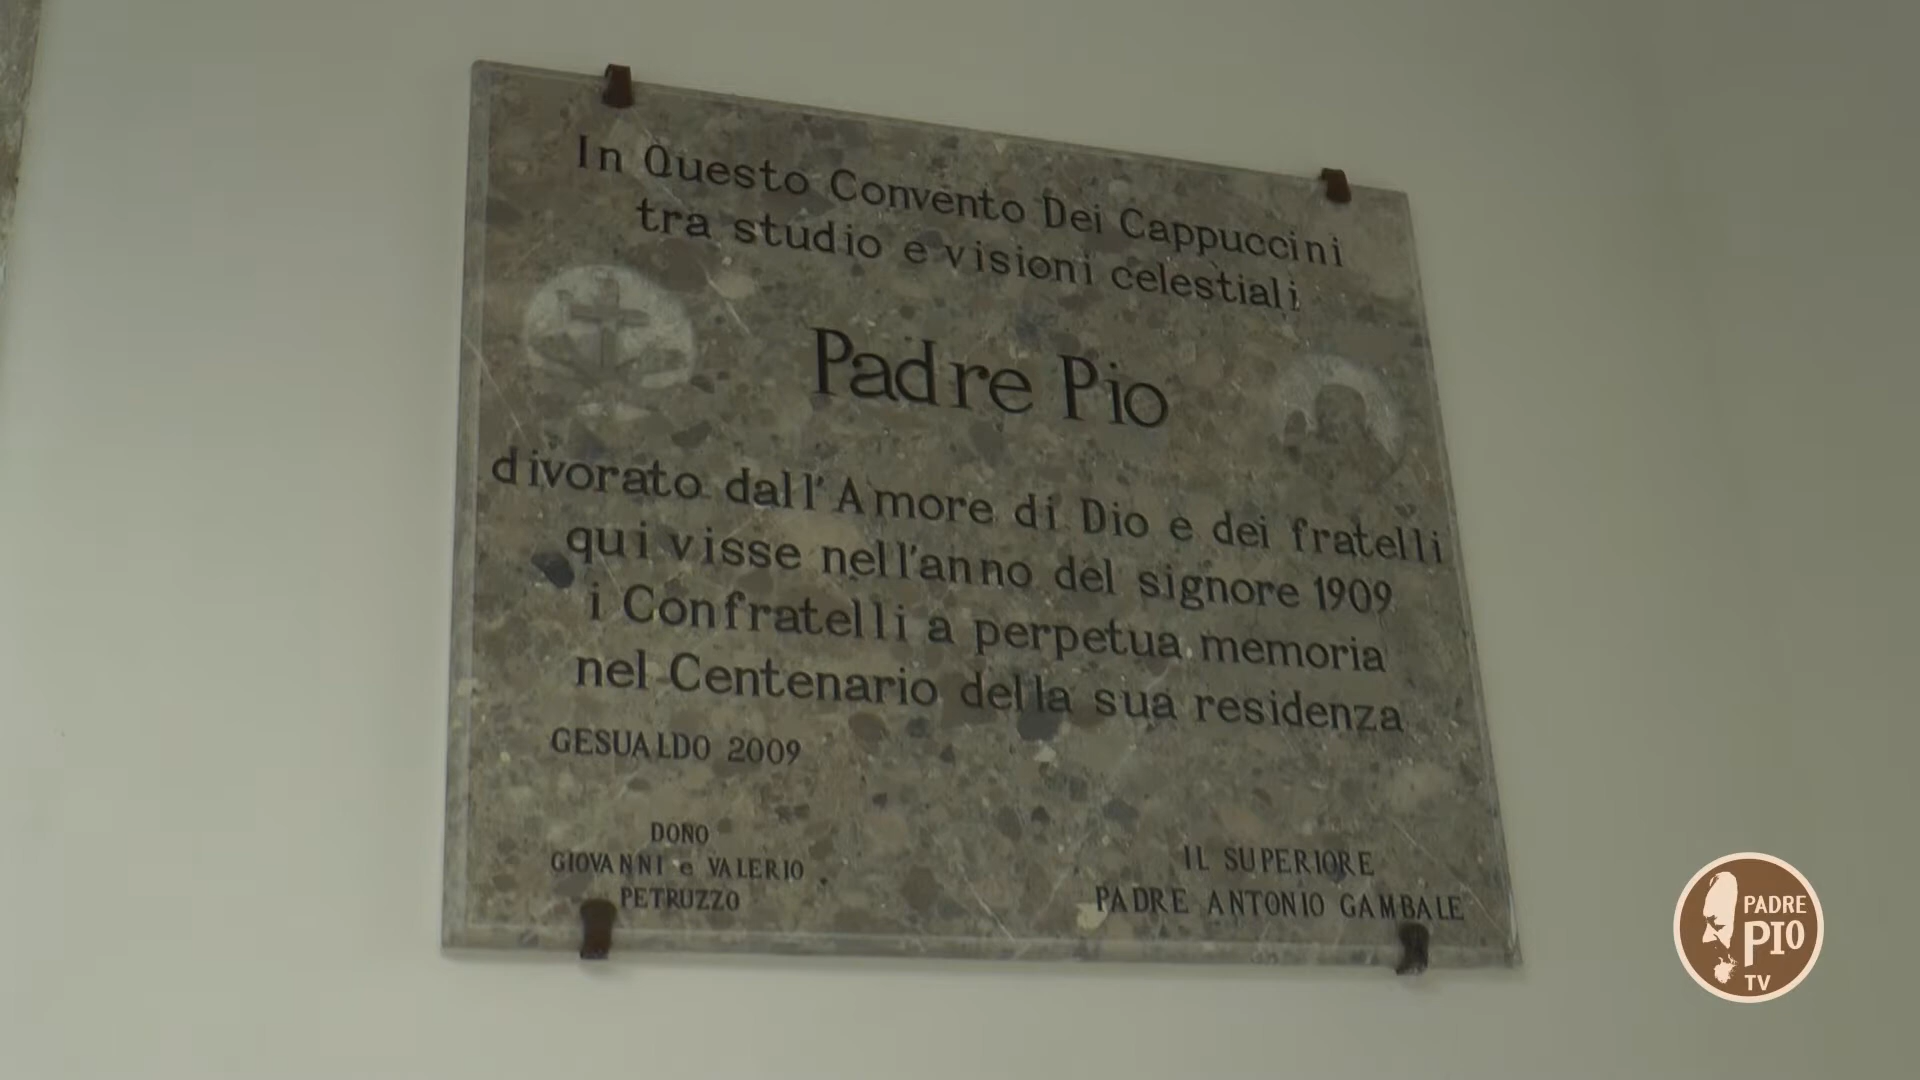 In Questo Convento Dei Cappuccini
tra studio e visioni celestiali
Padre Pio
divorato dall'Amore di Dio e dei fratelli
qui visse nell'anno del signore 1909
i Confratelli a perpetua memoria
nel Centenario della sua residenza
GESUALDO 2009
DONO
GIOVANNI e VALERIO
PETRUZZO
IL SUPERIORE
PADRE ANTONIO GAMBALE
PADRE
PIO
TV